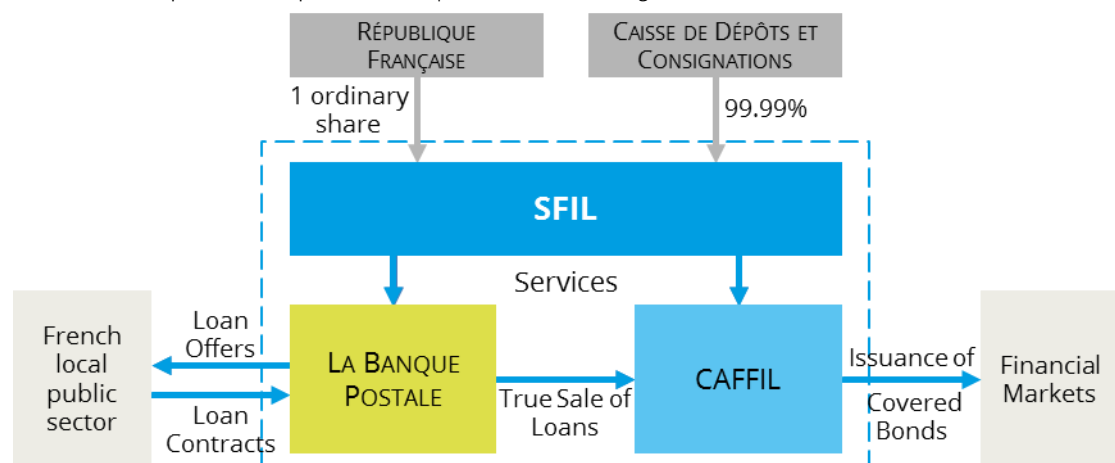 RÉPUBLIQUE
FRANÇAISE
CAISSE DE DÉPÔTS ET
CONSIGNATIONS
1 ordinary
share
99.99%
SFIL
Services
French
local
public
sector
Loan
Offers
Loan
Contracts
LA BANQUE
POSTALE
True Sale of
Loans
CAFFIL
Issuance of
Covered
Bonds
Financial
Markets